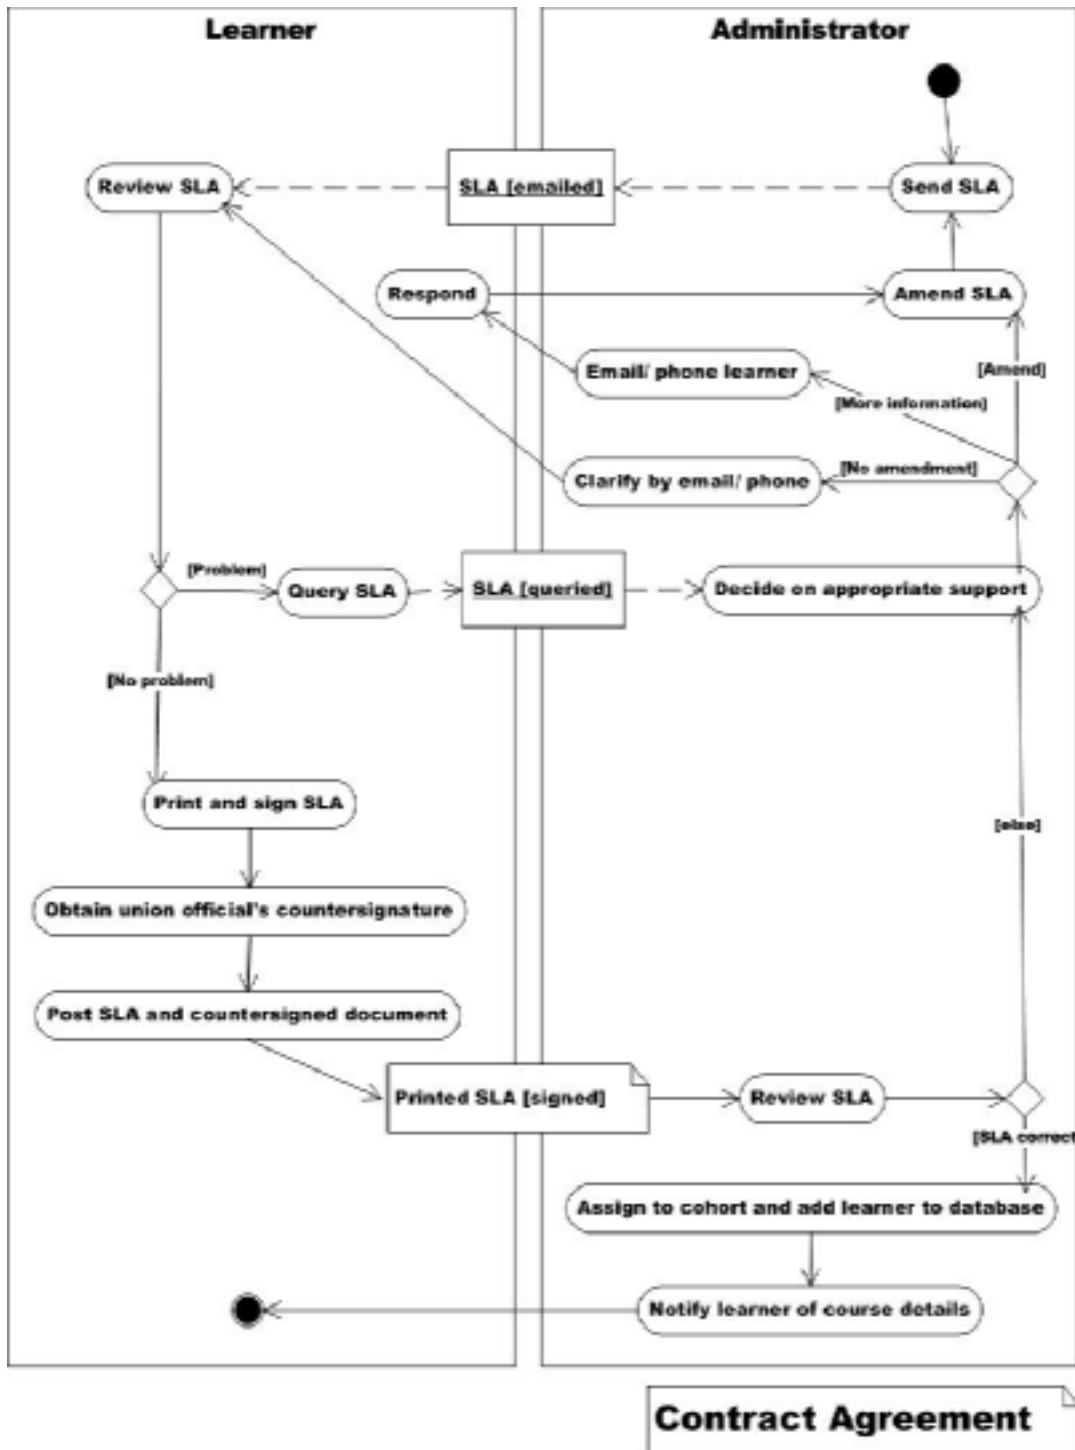 Learner
Administrator
Review SLA
SLA [emailed]
Send SLA
Respond
Amend SLA
Email/ phone learner
[Amend]
[More information]
Clarify by email/ phone
[No amendment]
[Problem]
Query SLA
SLA [queried]
Decide on appropriate support
[No problem]
Print and sign SLA
[else]
Obtain union official's countersignature
Post SLA and countersigned document
Printed SLA [signed]
Review SLA
[SLA correct
Assign to cohort and add learner to database
Notify learner of course details
Contract Agreement